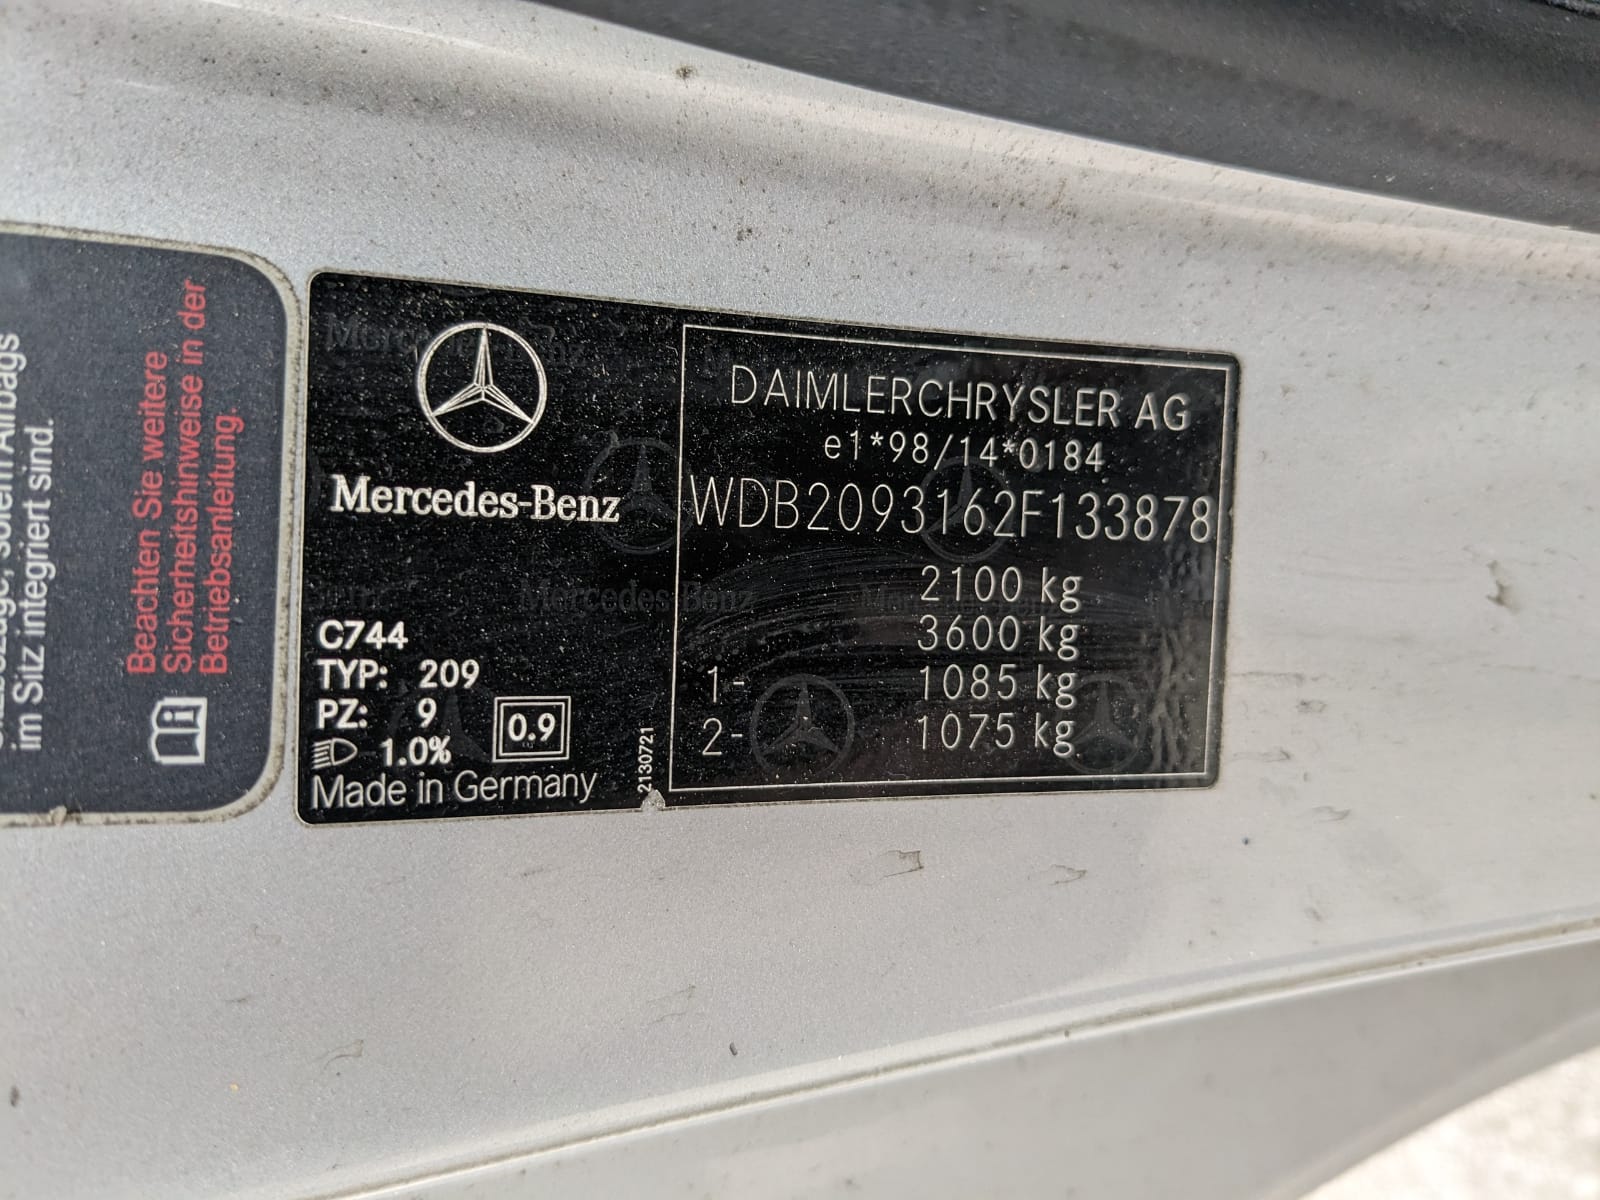 im Sitz integriert sind.
Beachten Sie weitere
Sicherheitshinweise in der
Betriebsanleitung.
Mercedes-Benz
C744
TYP: 209
PZ: 9
0.9
1.0%
Made in Germany
2130721
DAIMLERCHRYSLER AG
e1*98/14*0184
WDB2093162F133878
2100 kg
3600 kg
1- 1085 kg
2- 1075 kg